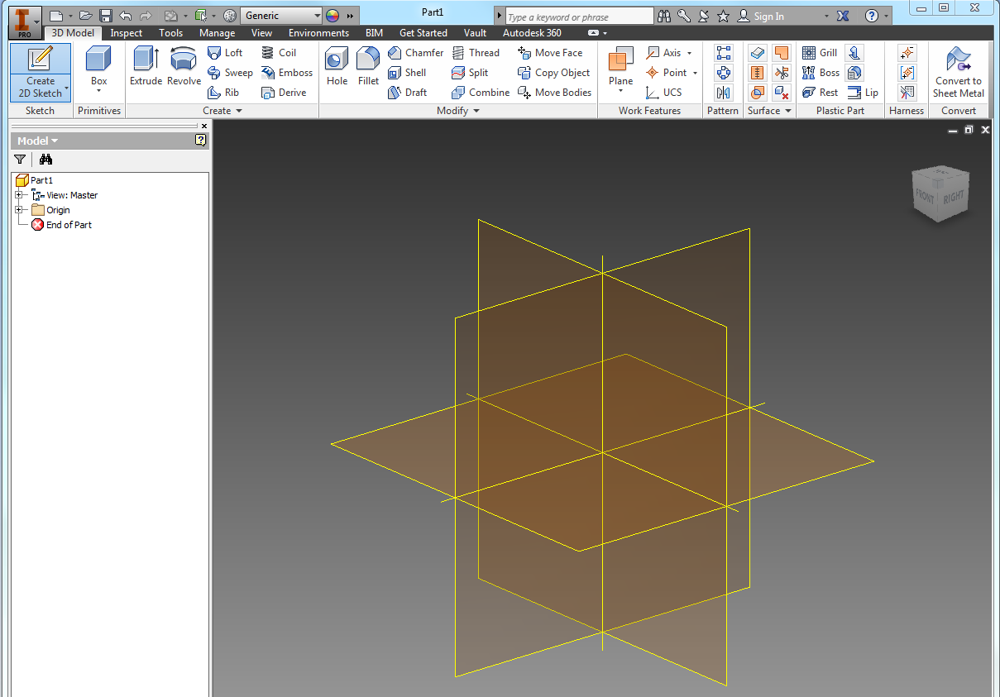 Generic Part1 Type a keyword or phrase Sign In
PRO 3D Model Inspect Tools Manage View Environments BIM Get Started Vault Autodesk 360
Loft Coil Chamfer Thread Move Face Axis Grill
Sweep Emboss Shell Split Copy Object Point Boss
Create 2D Sketch Box Extrude Revolve Rib Derive Hole Fillet Draft Combine Move Bodies Plane UCS Rest Lip Convert to Sheet Metal
Sketch Primitives Create Modify Work Features Pattern Surface Plastic Part Harness Convert
Model
Part1
View: Master
Origin
End of Part
FRONT RIGHT